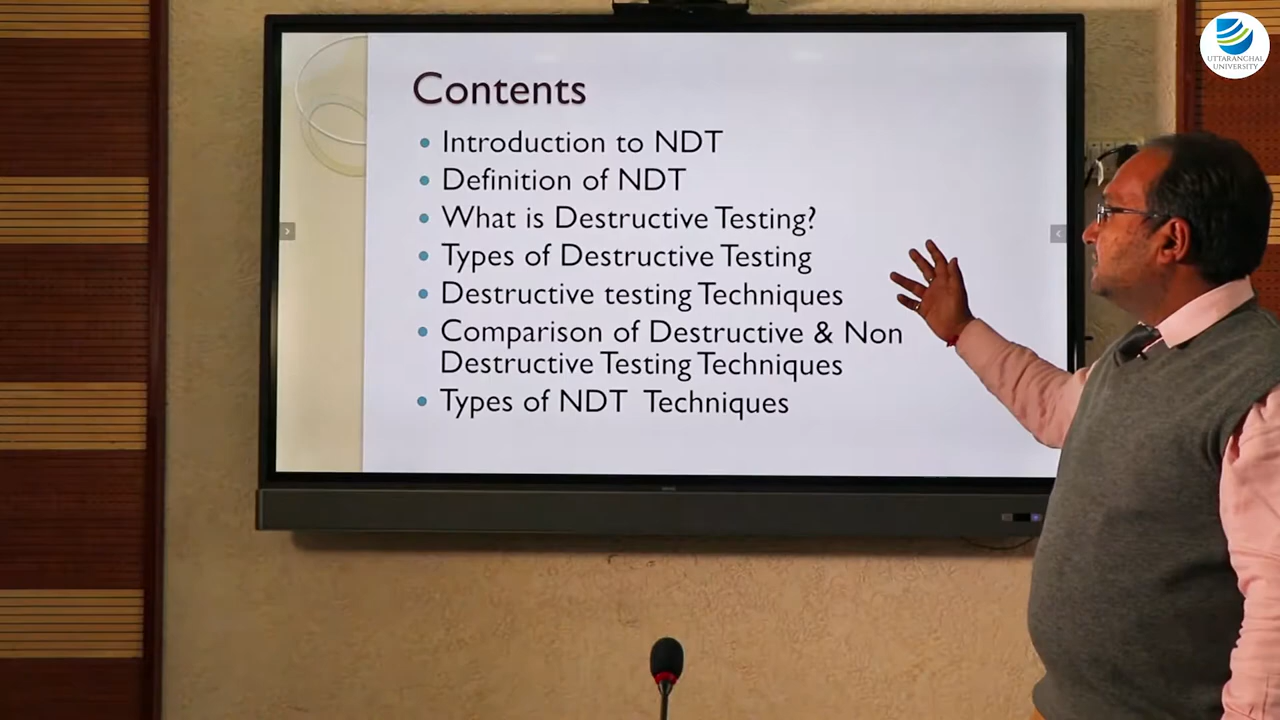 UTTARANCHAL
UNIVERSITY
Contents
• Introduction to NDT
• Definition of NDT
• What is Destructive Testing?
• Types of Destructive Testing
• Destructive testing Techniques
• Comparison of Destructive & Non
Destructive Testing Techniques
• Types of NDT Techniques